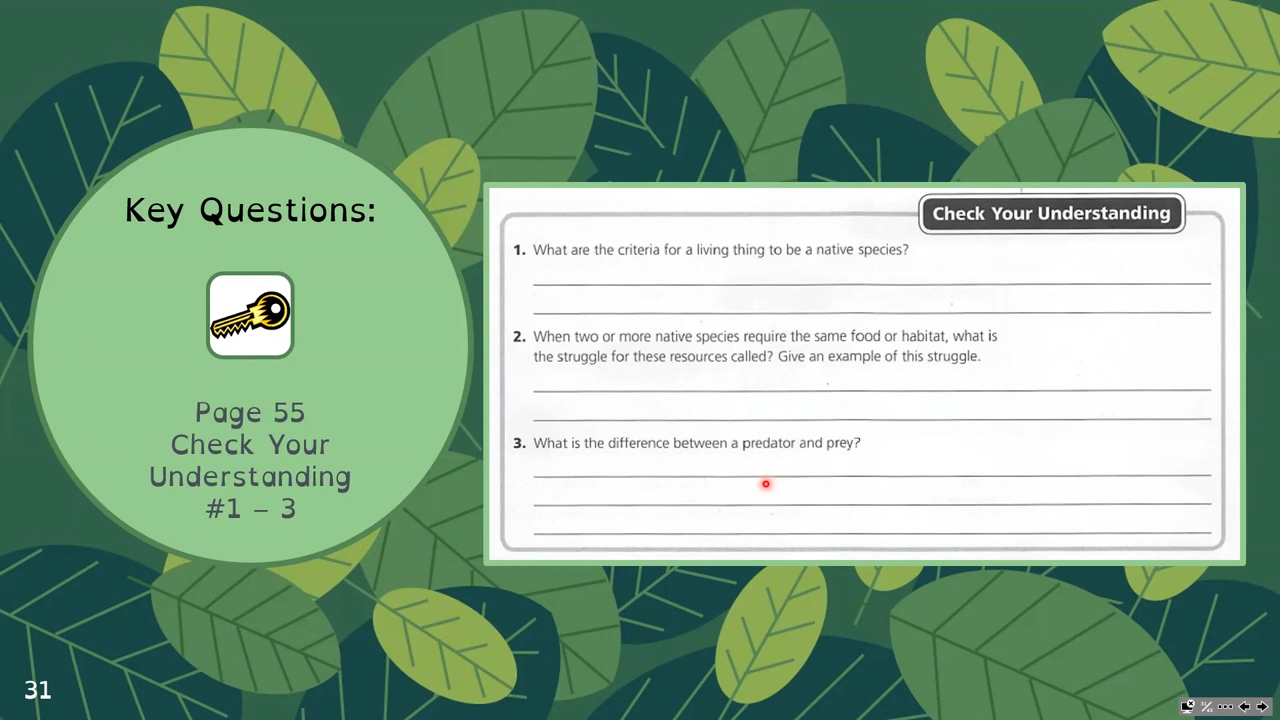 Key Questions:
Page 55
Check Your
Understanding
#1 – 3
Check Your Understanding
1. What are the criteria for a living thing to be a native species?
2. When two or more native species require the same food or habitat, what is
the struggle for these resources called? Give an example of this struggle.
3. What is the difference between a predator and prey?
31